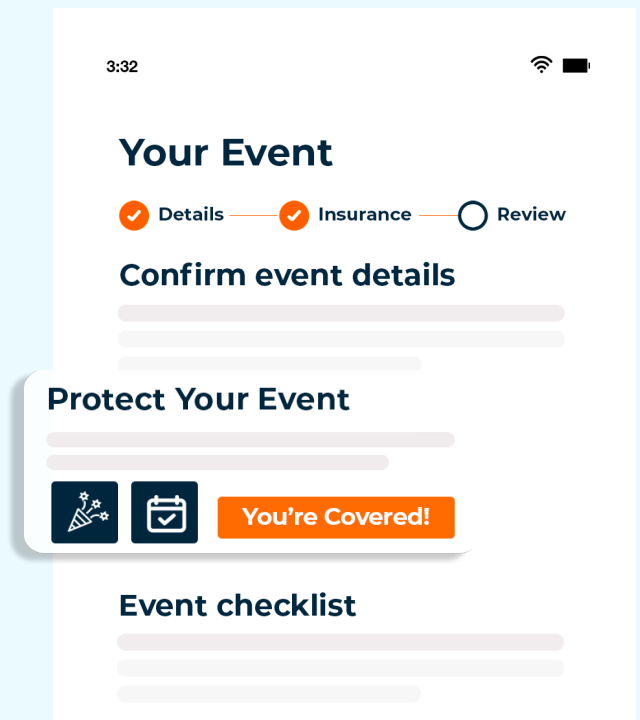 3:32
Your Event
Details Insurance Review
Confirm event details
Protect Your Event
You’re Covered!
Event checklist